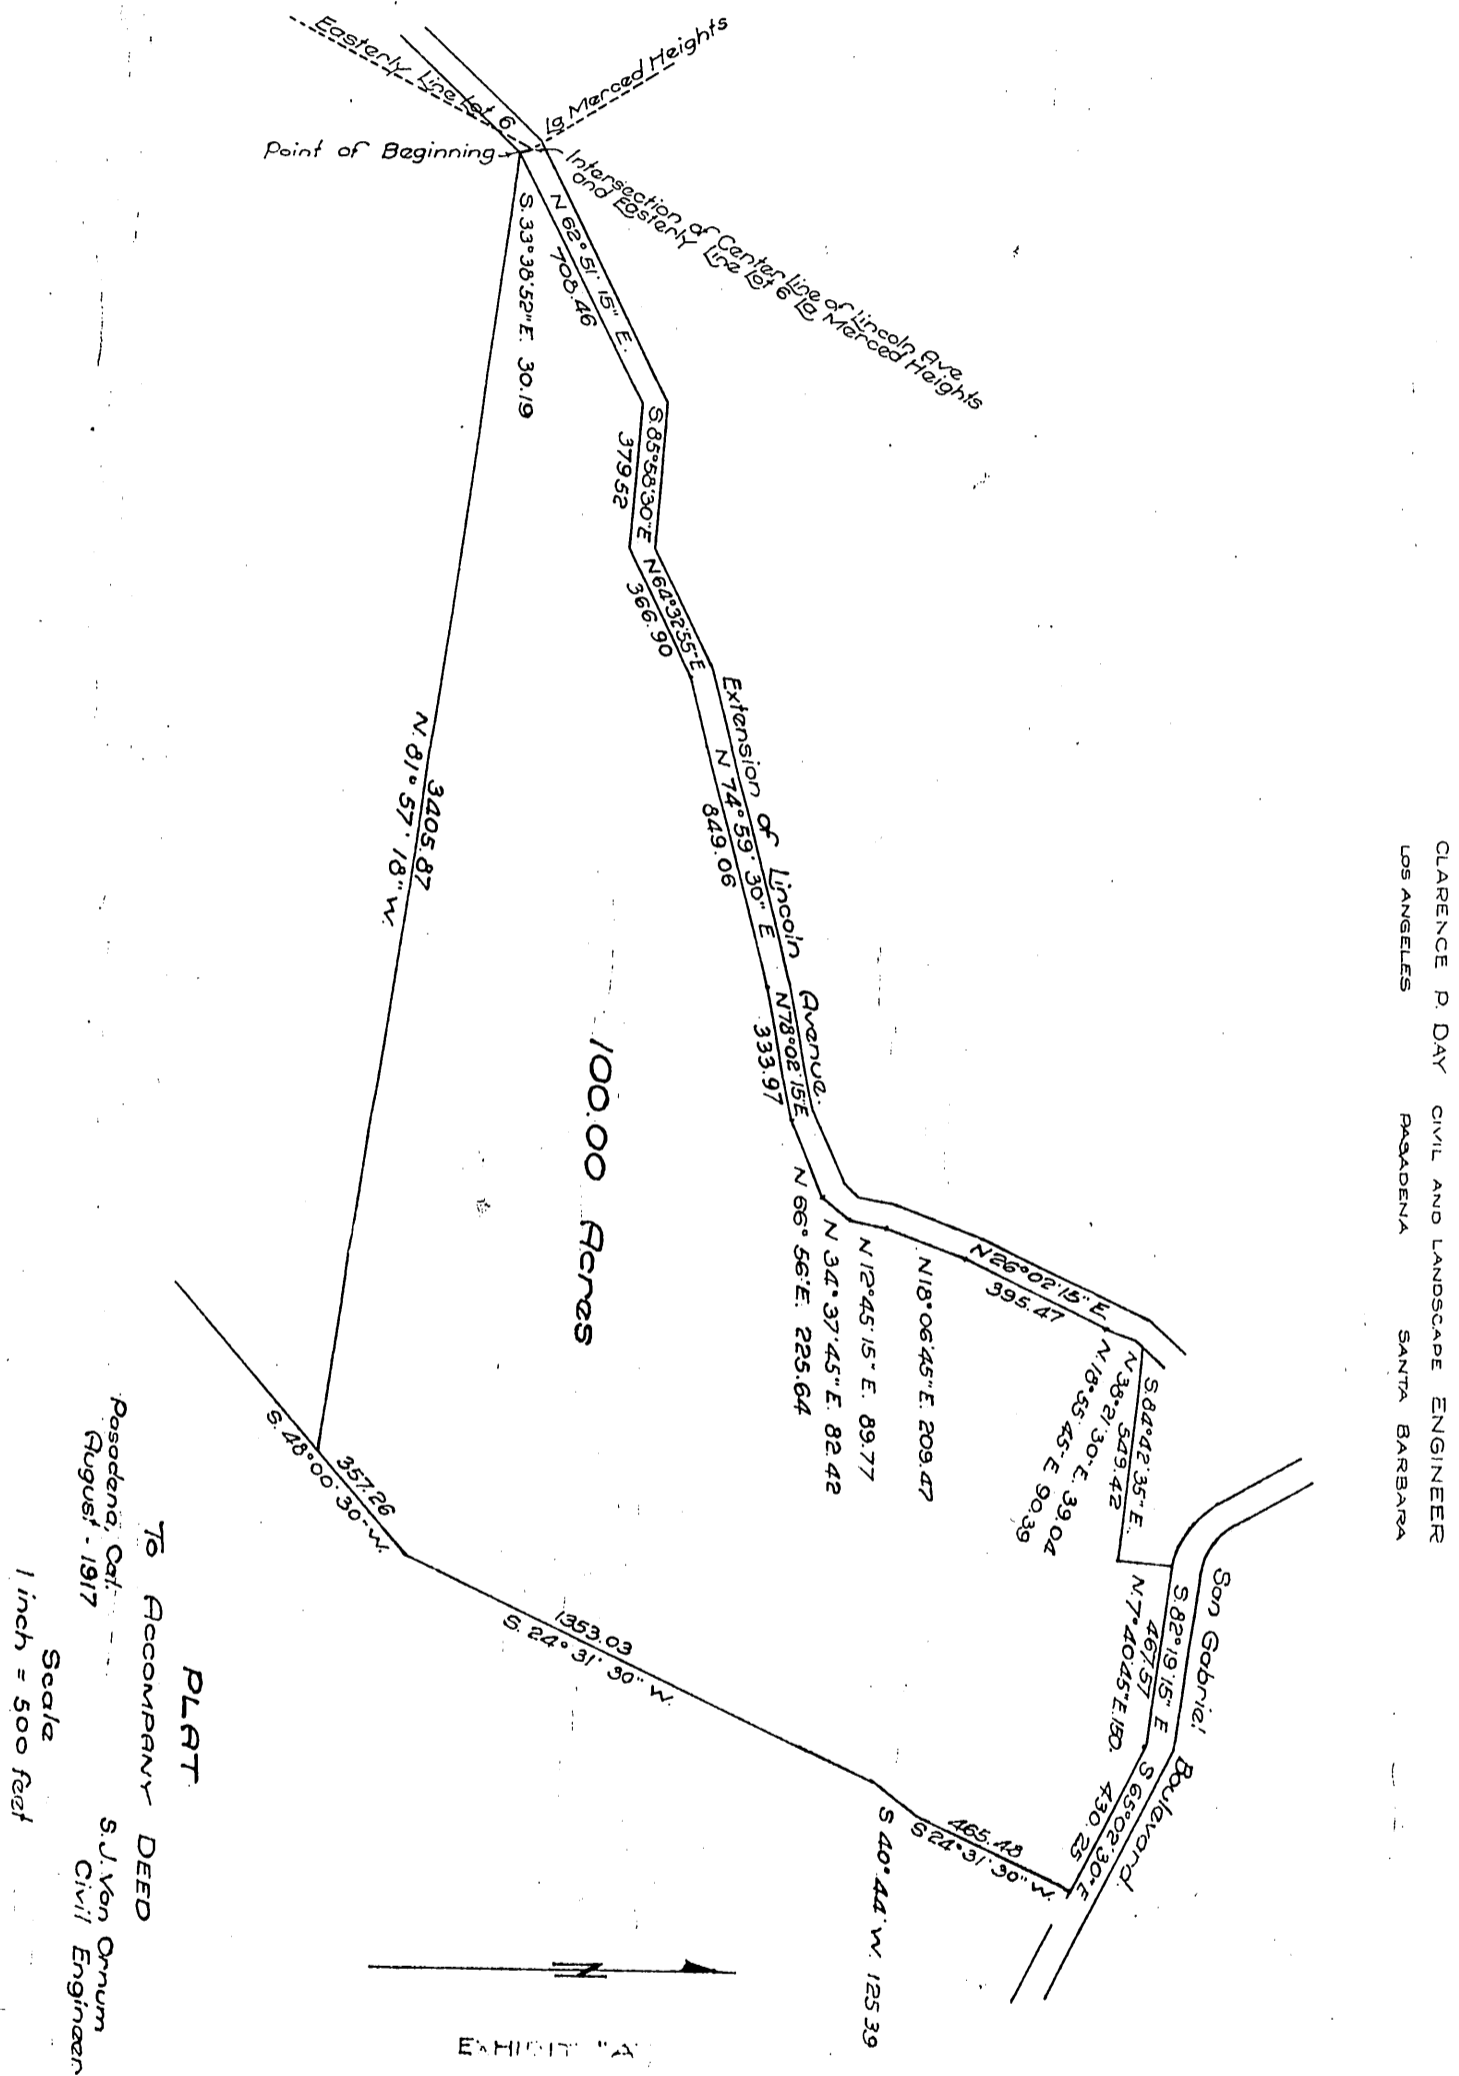 CLARENCE P. DAY CIVIL AND LANDSCAPE ENGINEER
LOS ANGELES PASADENA SANTA BARBARA
La Merced Heights
Easterly Line Lot 6
Point of Beginning
Intersection of Center Line of Lincoln Ave
and Easterly Line Lot 6 La Merced Heights
N 62° 51' 15" E.
708.46
S. 33°38'52" E. 30.19
S. 85°58'30" E
379.52
N 64°32'55" E
366.90
Extension of Lincoln Avenue.
N 74° 59' 30" E
849.06
N 78°02'15" E
333.97
N 66° 56' E. 225.64
N 34° 37' 45" E. 82.42
N 12° 45' 15" E. 89.77
N 18° 06' 45" E. 209.47
N 26° 02' 15" E.
395.47
N. 18° 55' 45" E 90.39
N 38° 21' 30" E. 39.04
S. 84° 42' 35" E.
549.42
San Gabriel Boulevard.
S. 82° 19' 15" E
467.57
N. 7° 40' 45" E. 150.
S 65° 02' 30" E
430.25
465.48
S 24° 31' 30" W.
S 40° 44' W. 125 39
1353.03
S. 24° 31' 30" W.
357.26
S. 48° 00' 30" W.
3405.87
N. 81° 57' 18" W.
100.00 Acres
PLAT
To ACCOMPANY DEED
Pasadena, Cal.
August - 1917
S. J. Van Ornum
Civil Engineer
Scale
1 inch = 500 feet
N
EXHIBIT "A"